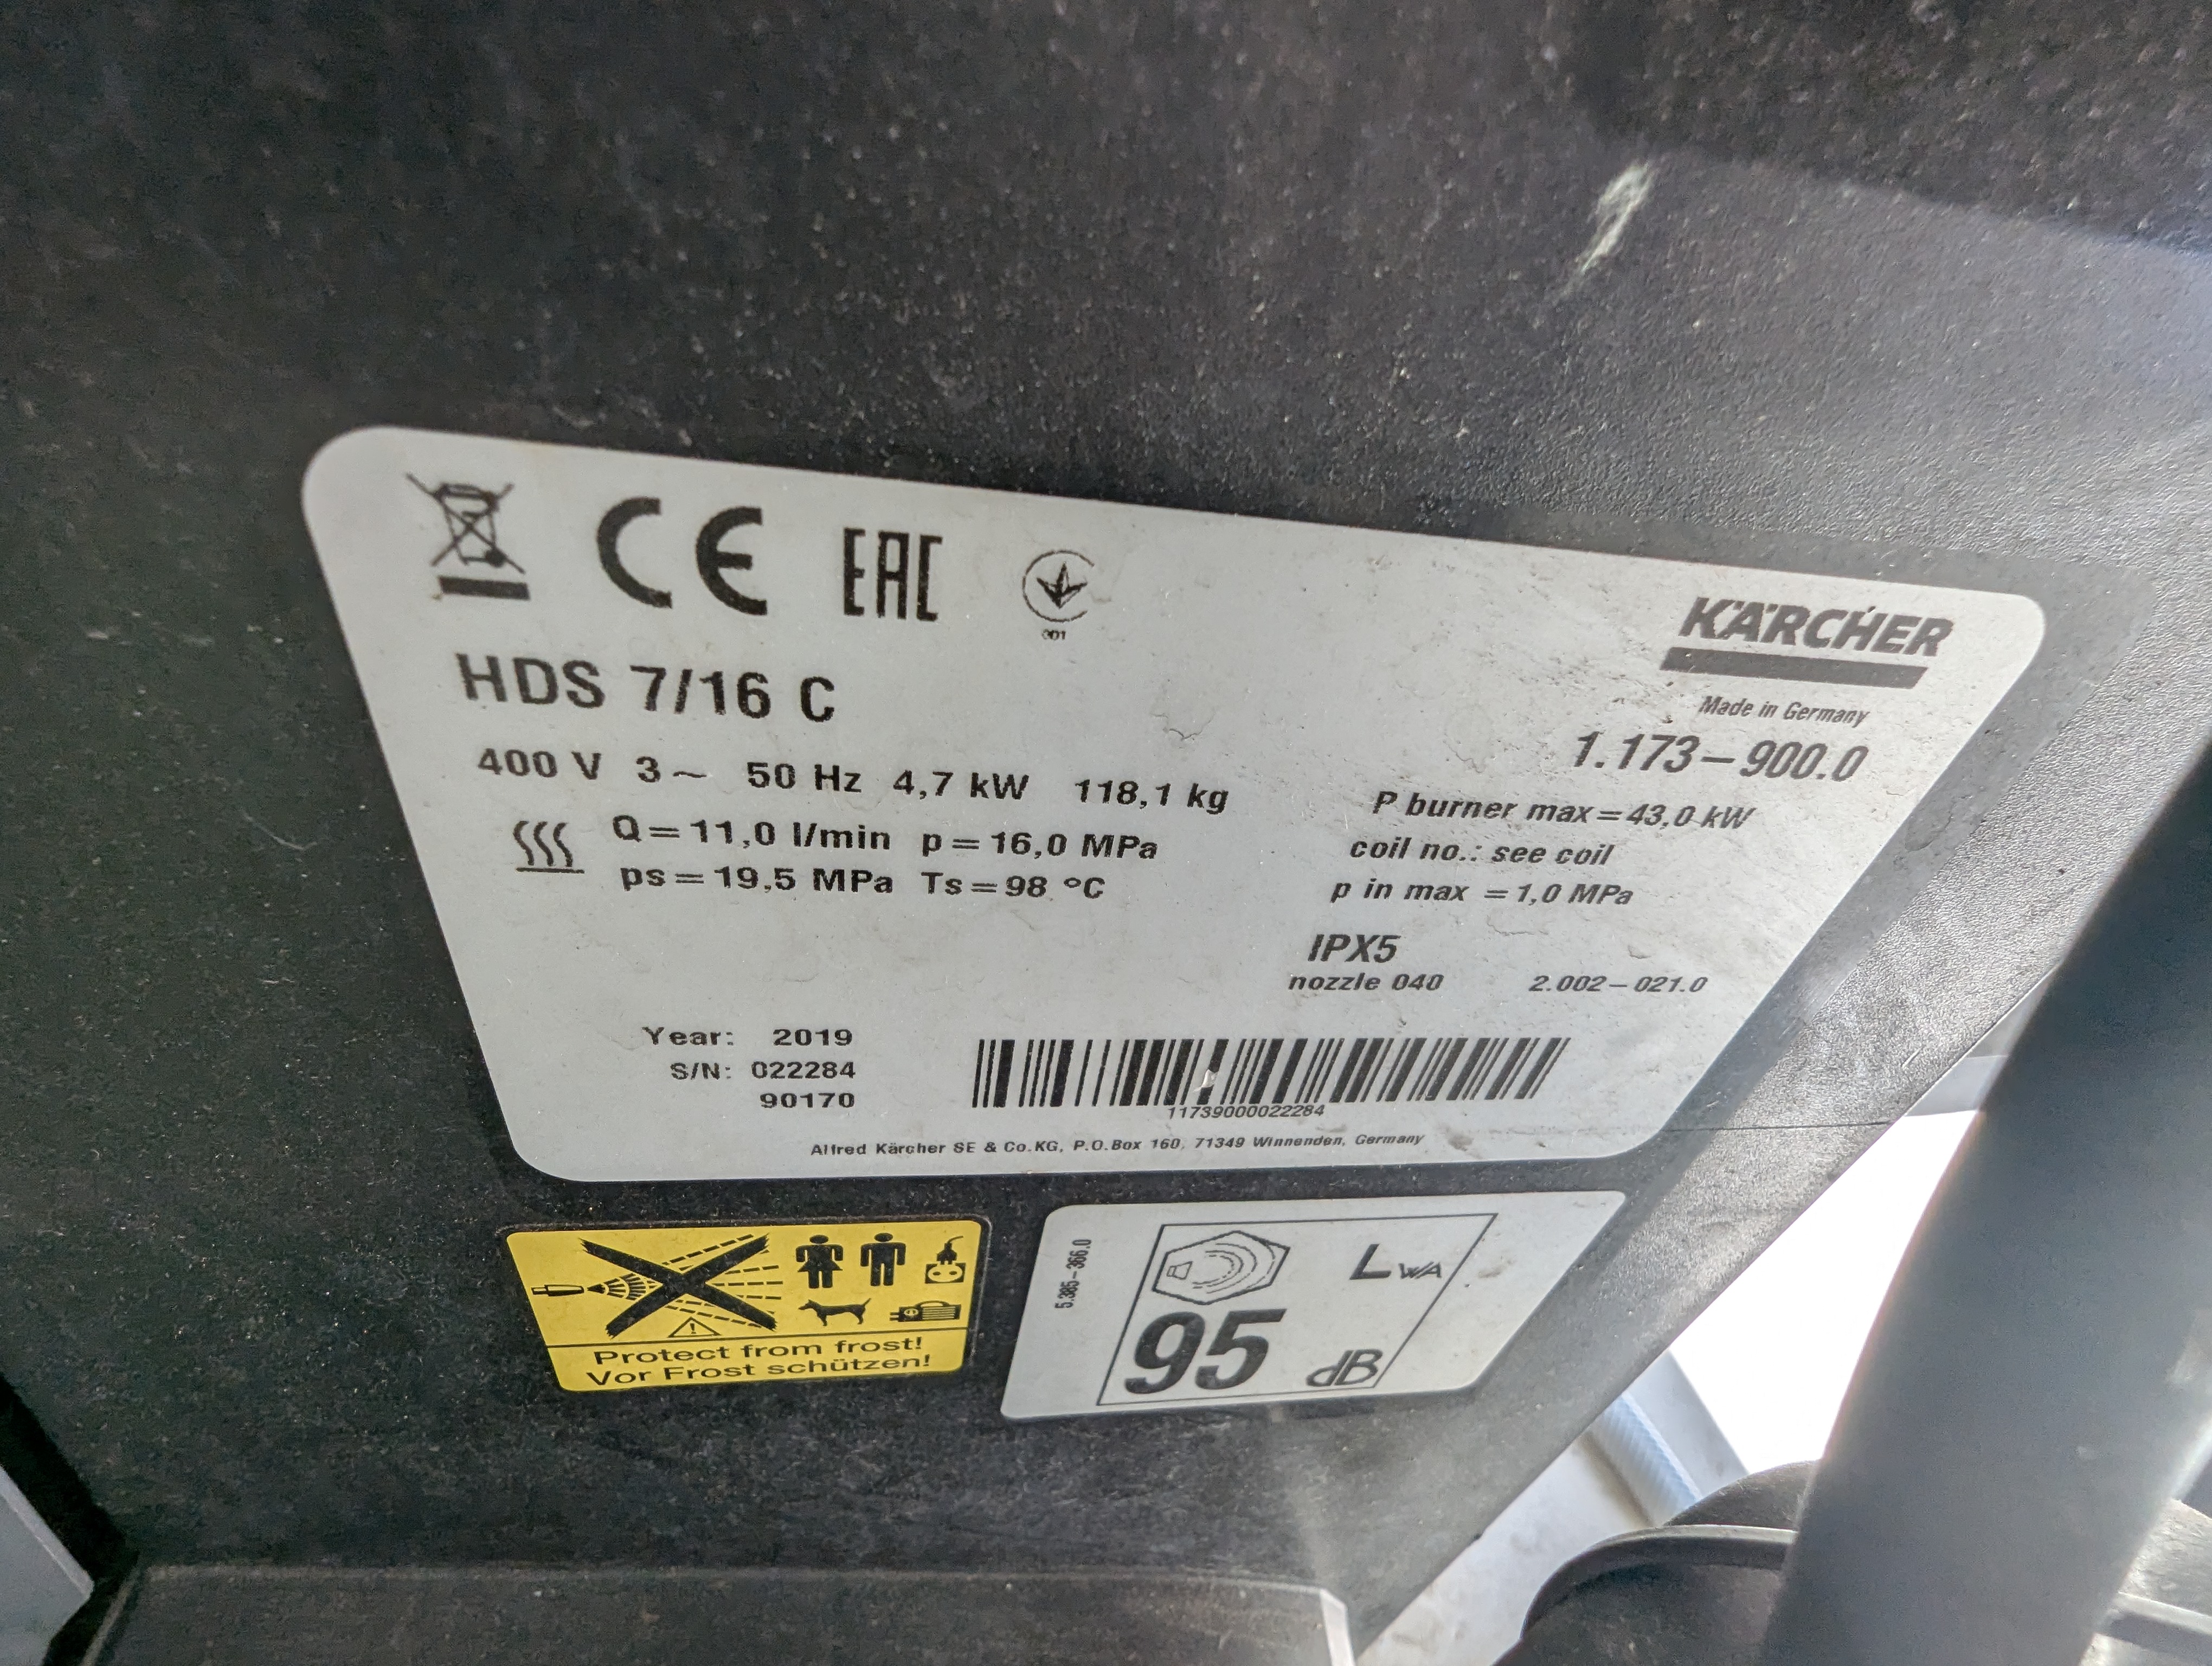 CE EAC
001
KÄRCHER
HDS 7/16 C
Made in Germany
1.173-900.0
400 V 3~ 50 Hz 4,7 kW 118,1 kg
P burner max=43,0 kW
Q=11,0 l/min p=16,0 MPa
coil no.: see coil
ps=19,5 MPa Ts=98 °C
p in max =1,0 MPa
IPX5
nozzle 040 2.002-021.0
Year: 2019
S/N: 022284
90170
11739000022284
Alfred Kärcher SE & Co.KG, P.O.Box 160, 71349 Winnenden, Germany
Protect from frost!
Vor Frost schützen!
5.385-366.0
LWA
95 dB